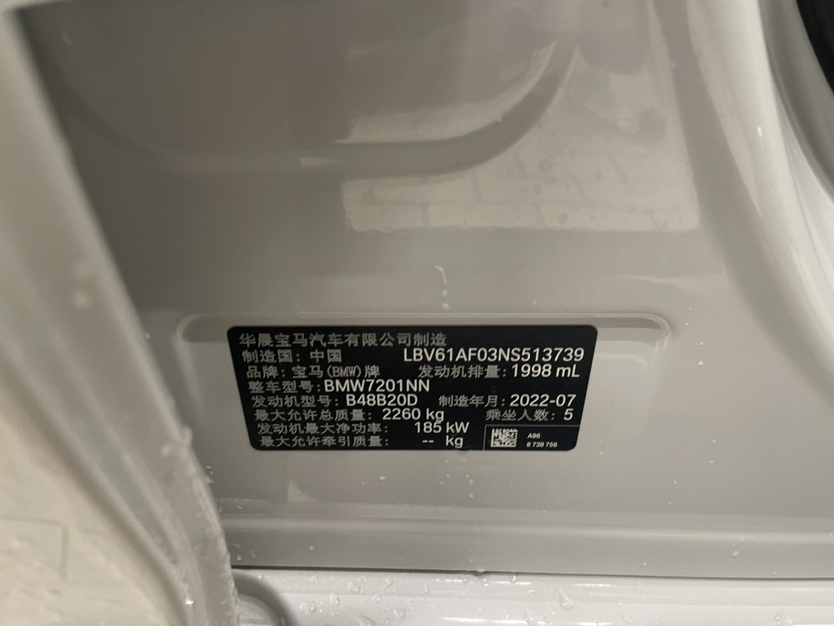 华晨宝马汽车有限公司制造
制造国：中国 LBV61AF03NS513739
品牌：宝马(BMW)牌 发动机排量：1998 mL
整车型号：BMW7201NN
发动机型号：B48B20D 制造年月：2022-07
最大允许总质量：2260 kg 乘坐人数：5
发动机最大净功率：185 kW
最大允许牵引质量：-- kg
A96
8 738 756